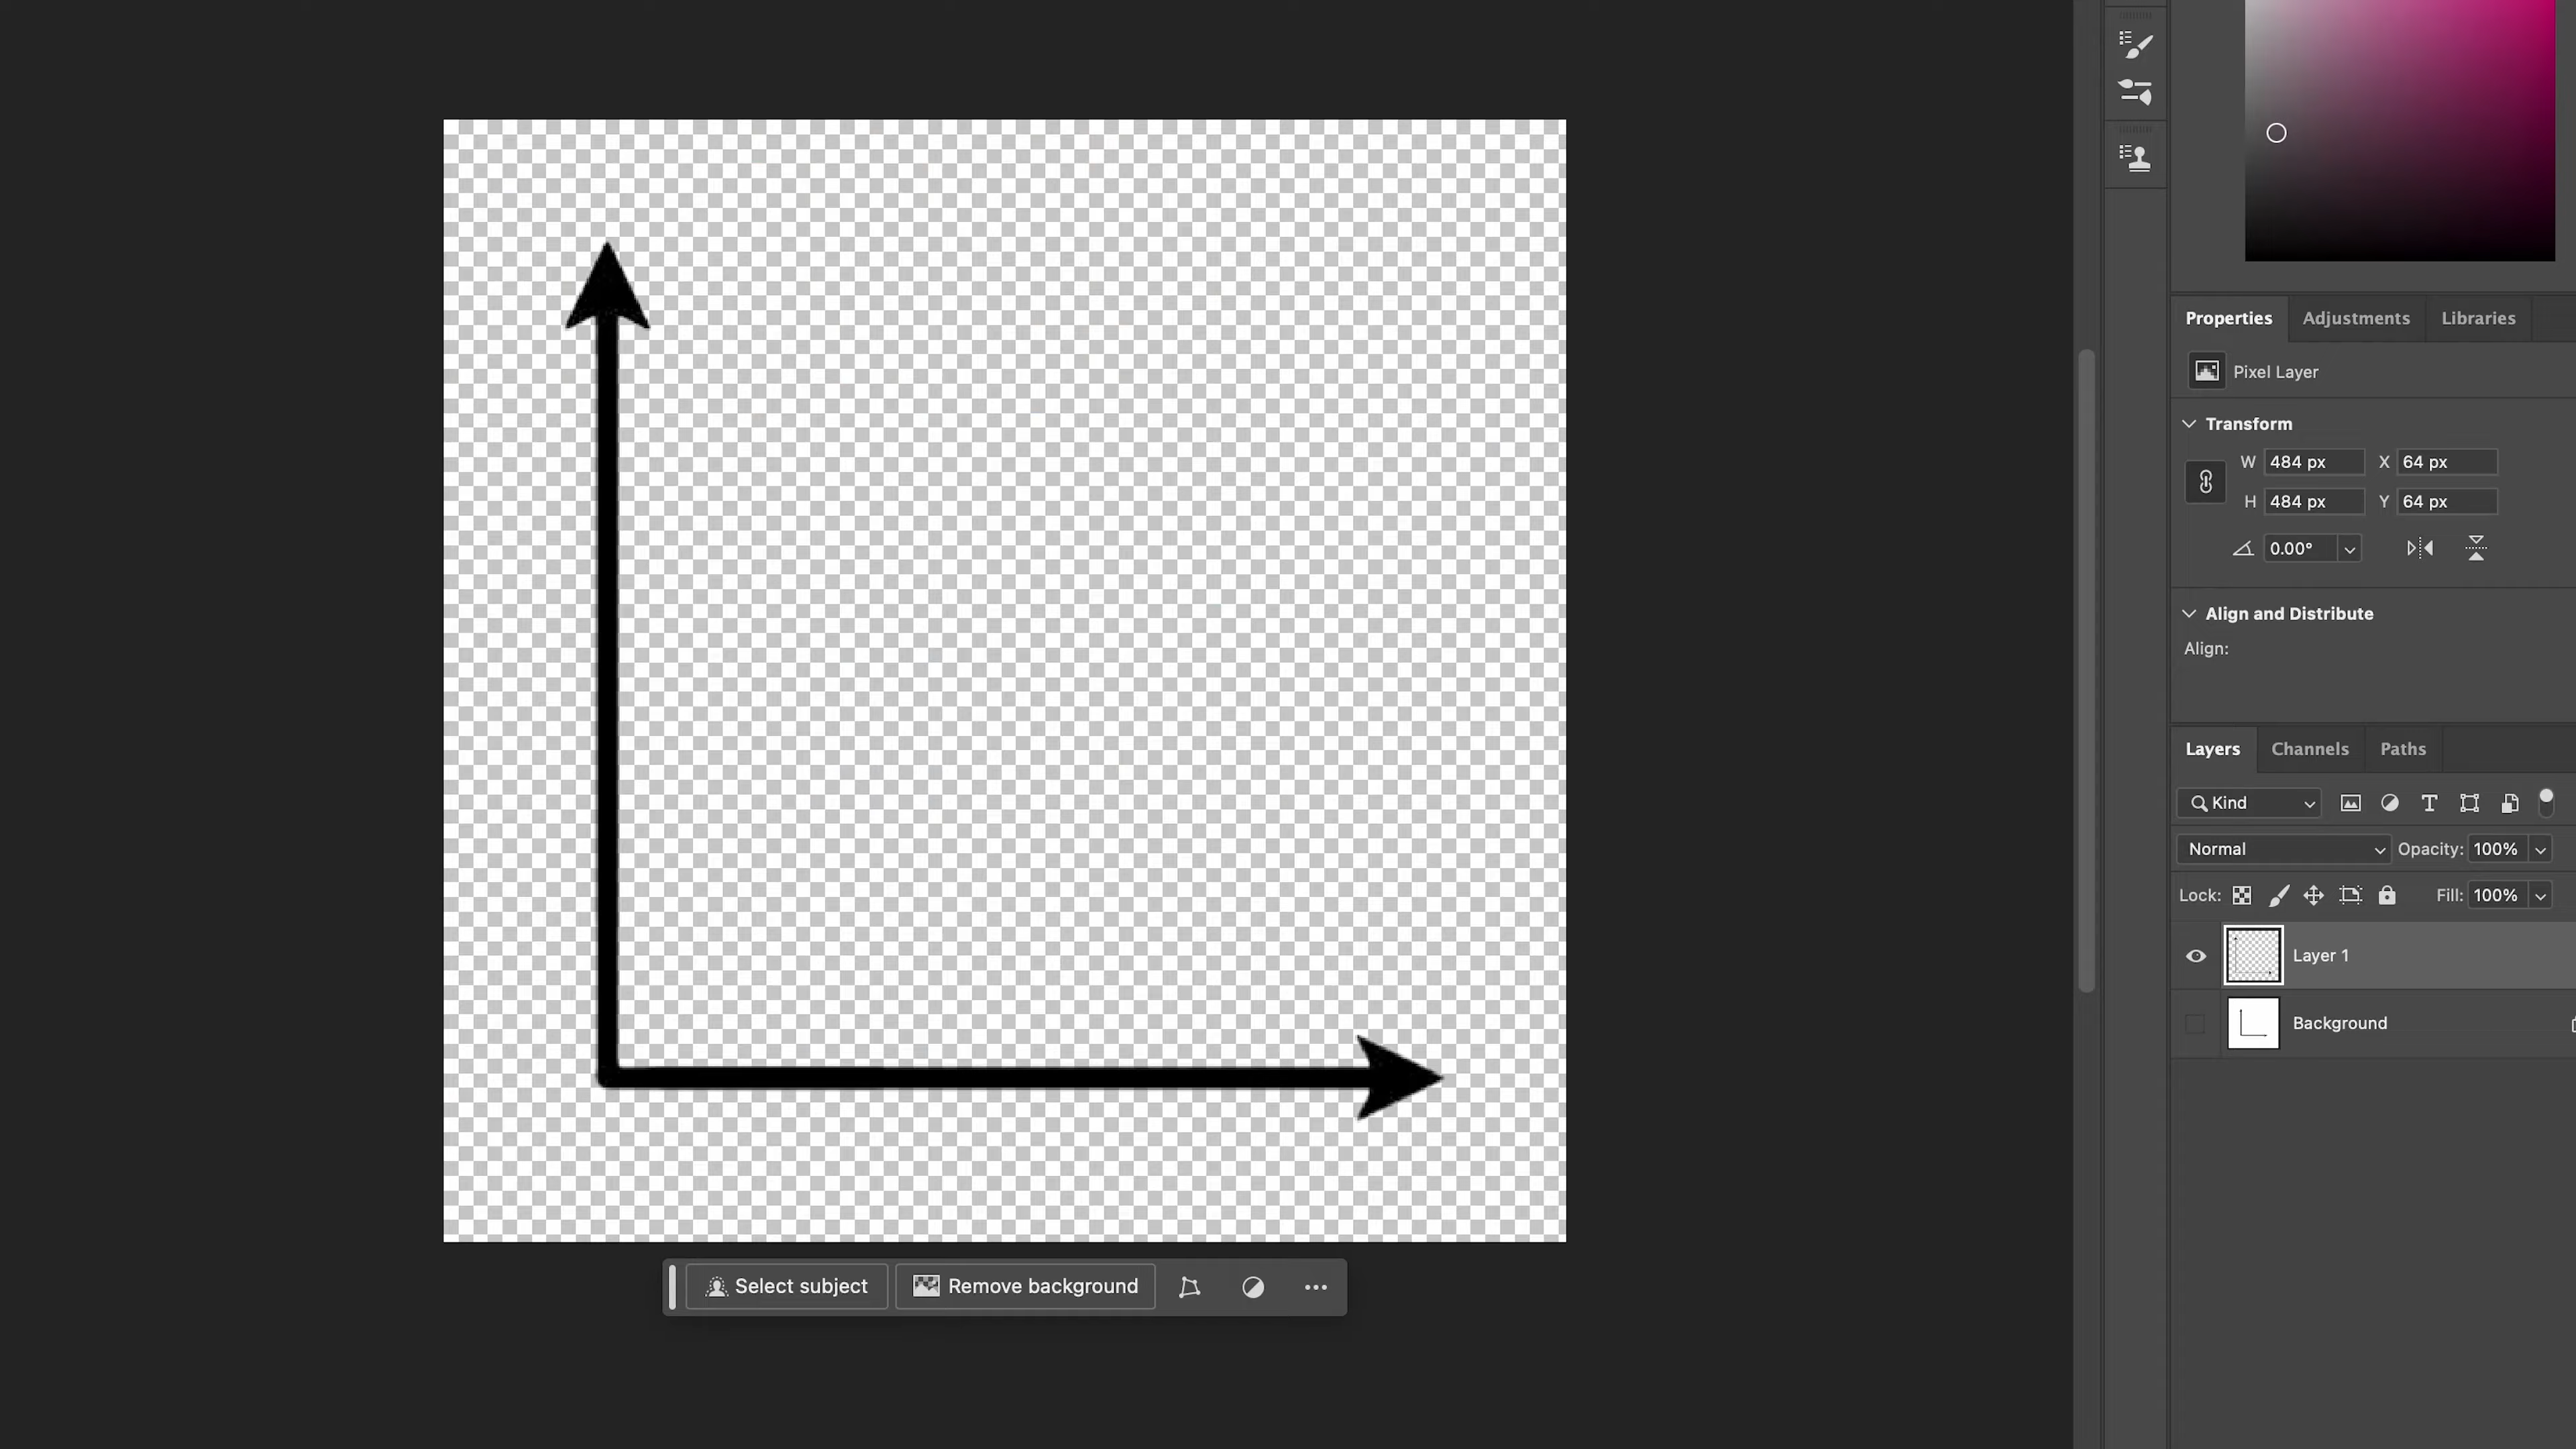 Properties Adjustments Libraries
Pixel Layer
Transform
W 484 px X 64 px
H 484 px Y 64 px
0.00°
Align and Distribute
Align:
Layers Channels Paths
Kind
Normal Opacity: 100%
Lock: Fill: 100%
Layer 1
Background
Select subject Remove background